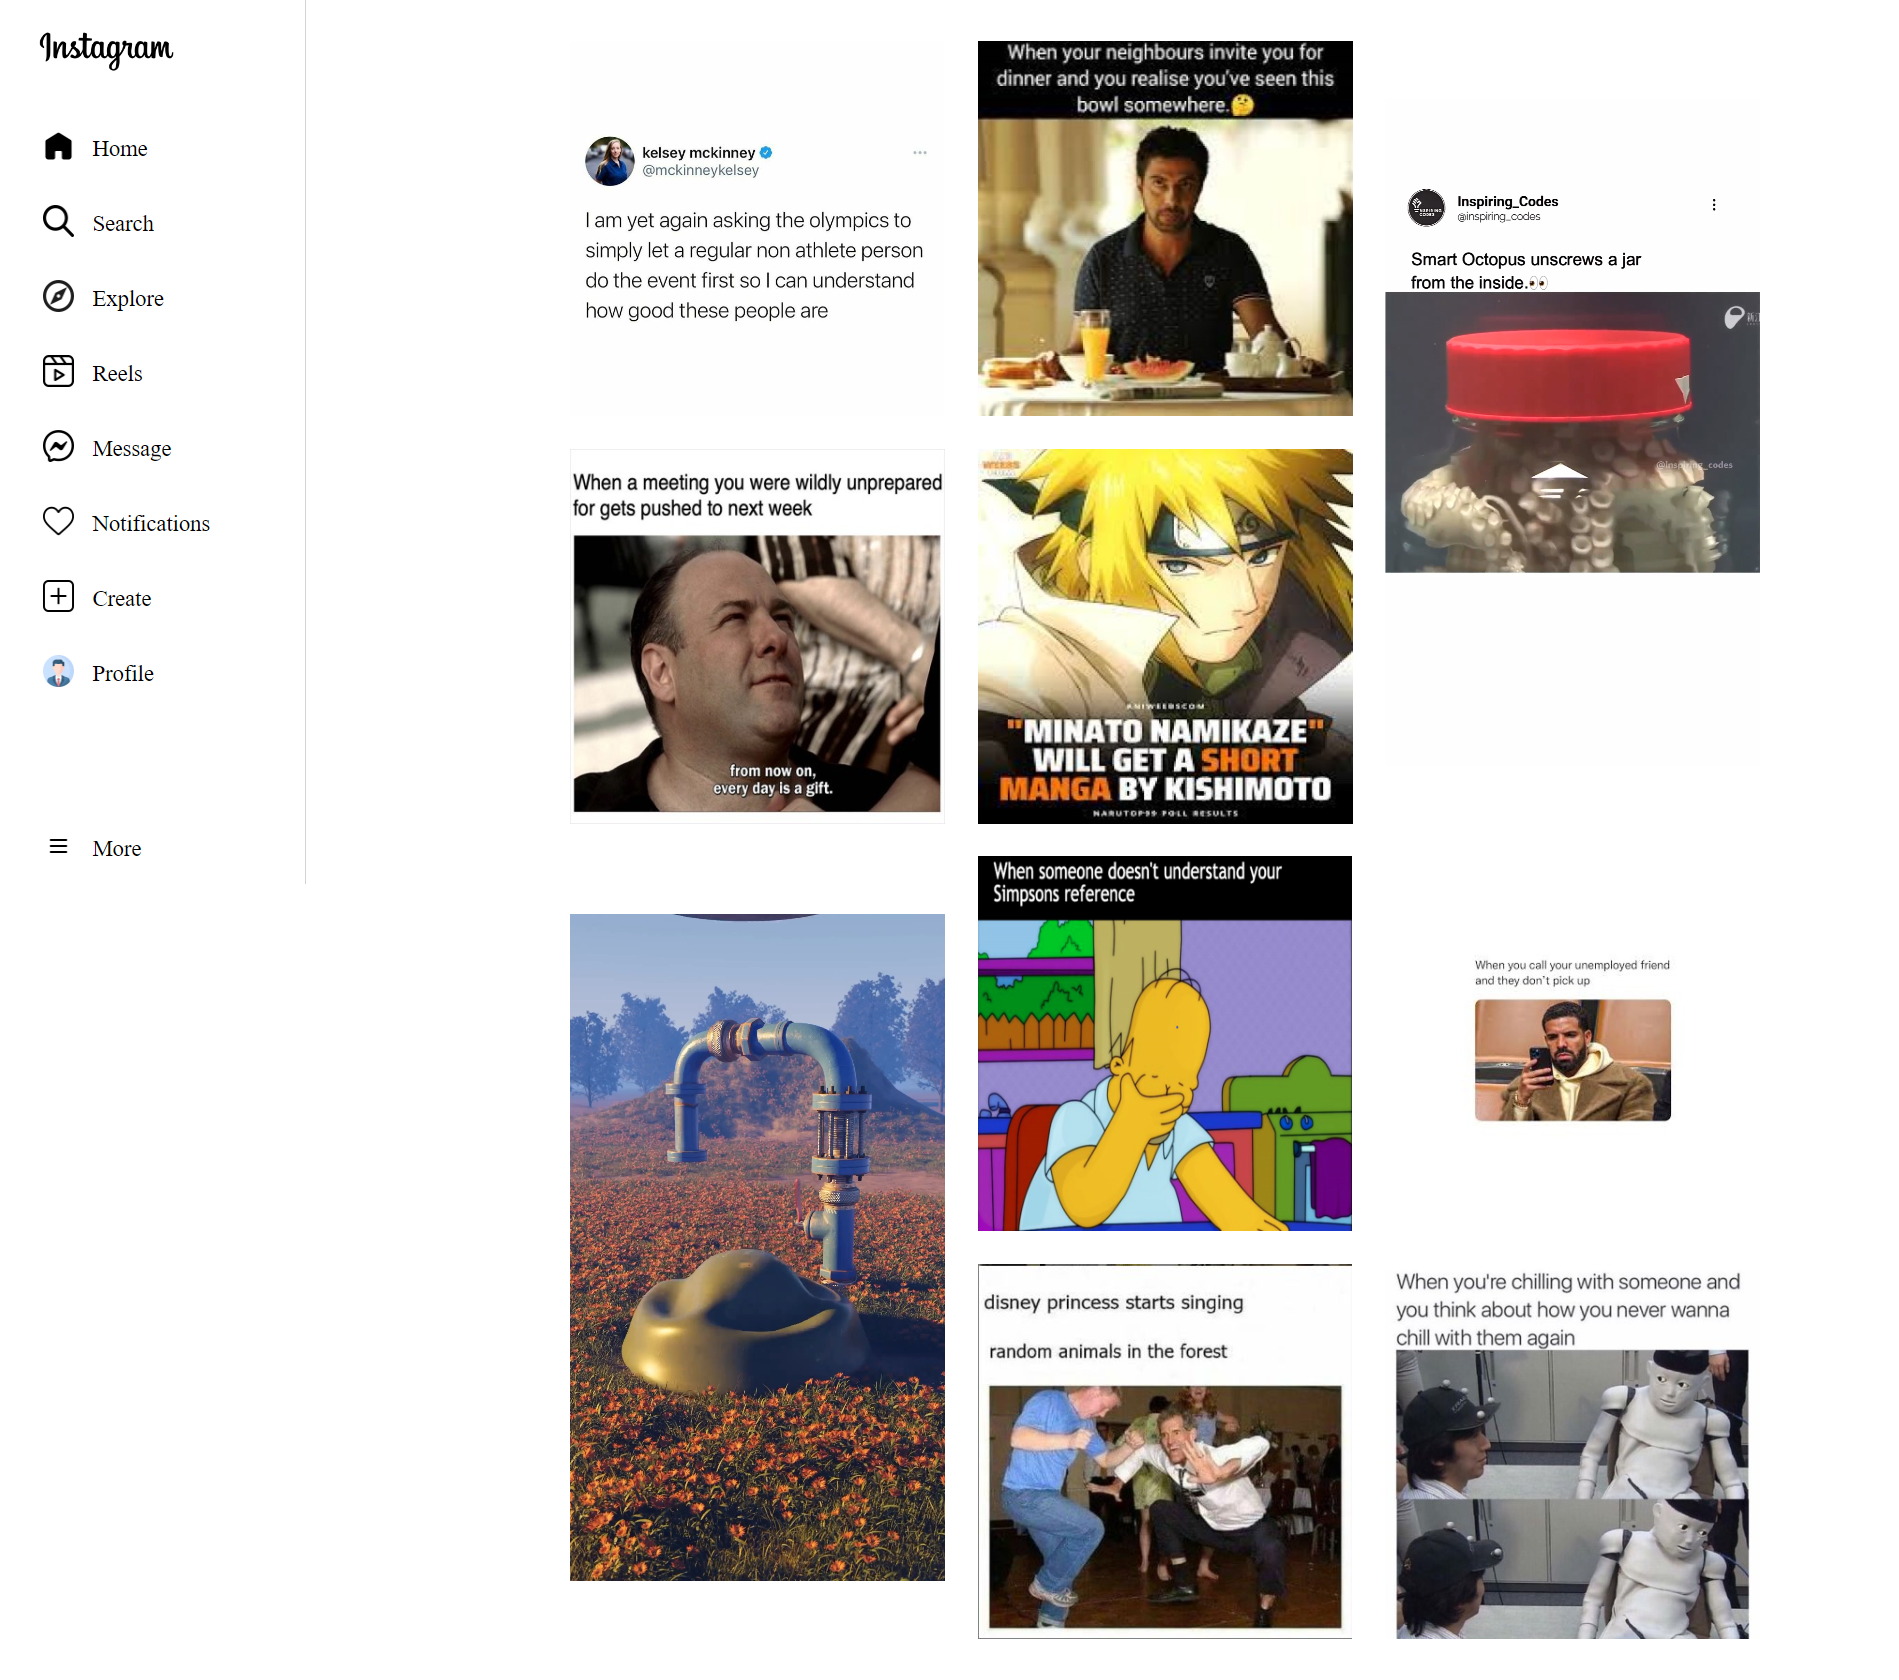 Instagram
Home
Search
Explore
Reels
Message
Notifications
Create
Profile
More
kelsey mckinney
@mckinneykelsey
I am yet again asking the olympics to
simply let a regular non athlete person
do the event first so I can understand
how good these people are
When your neighbours invite you for
dinner and you realise you've seen this
bowl somewhere.🤔
Inspiring_Codes
@inspiring_codes
Smart Octopus unscrews a jar
from the inside.👀
@inspiring_codes
When a meeting you were wildly unprepared
for gets pushed to next week
from now on,
every day is a gift.
WEEBS
ANIWEEBSCOM
"MINATO NAMIKAZE"
WILL GET A SHORT
MANGA BY KISHIMOTO
NARUTOP99 POLL RESULTS
When someone doesn't understand your
Simpsons reference
When you call your unemployed friend
and they don't pick up
disney princess starts singing
random animals in the forest
When you're chilling with someone and
you think about how you never wanna
chill with them again